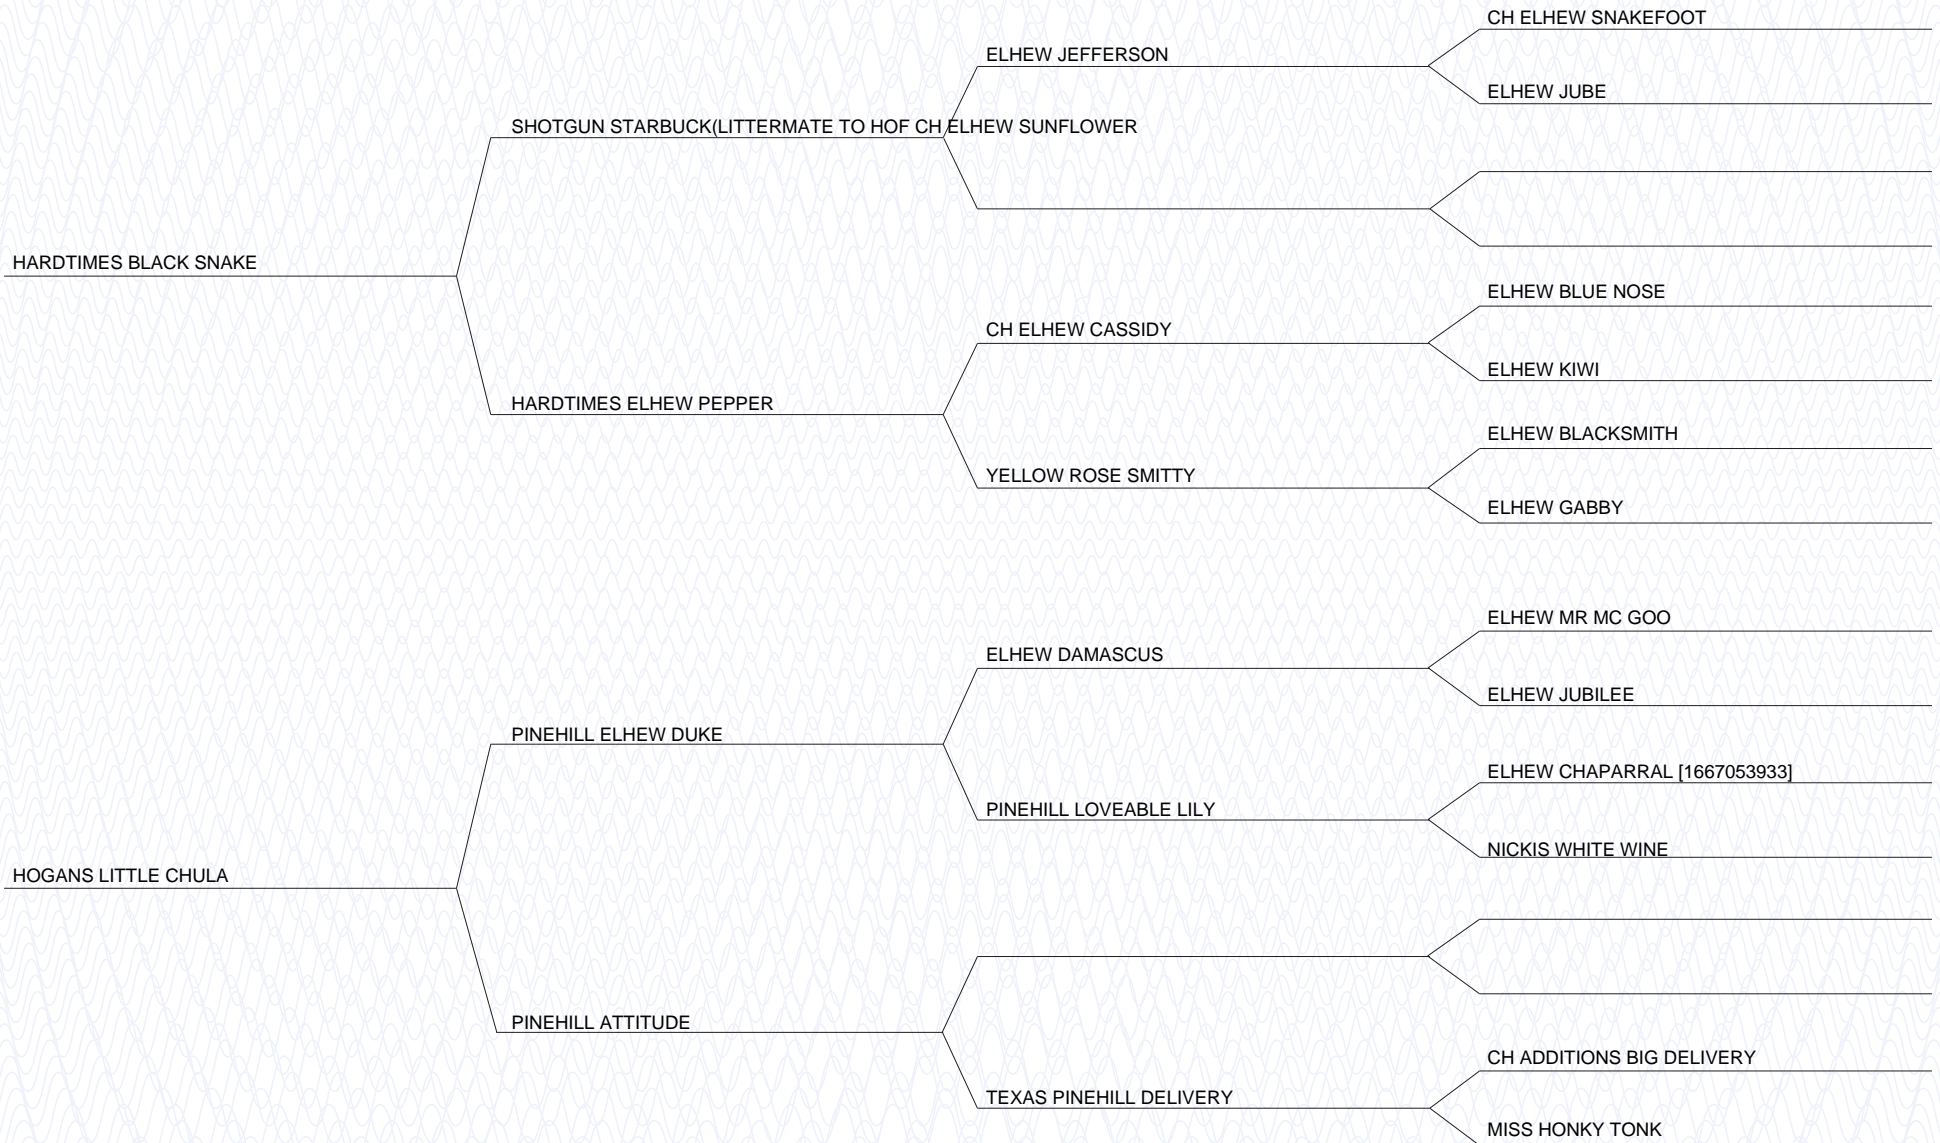 CH ELHEW SNAKEFOOT
ELHEW JEFFERSON
ELHEW JUBE
SHOTGUN STARBUCK(LITTERMATE TO HOF CH ELHEW SUNFLOWER
HARDTIMES BLACK SNAKE
ELHEW BLUE NOSE
CH ELHEW CASSIDY
ELHEW KIWI
HARDTIMES ELHEW PEPPER
ELHEW BLACKSMITH
YELLOW ROSE SMITTY
ELHEW GABBY
ELHEW MR MC GOO
ELHEW DAMASCUS
ELHEW JUBILEE
PINEHILL ELHEW DUKE
ELHEW CHAPARRAL [1667053933]
PINEHILL LOVEABLE LILY
NICKIS WHITE WINE
HOGANS LITTLE CHULA
PINEHILL ATTITUDE
CH ADDITIONS BIG DELIVERY
TEXAS PINEHILL DELIVERY
MISS HONKY TONK